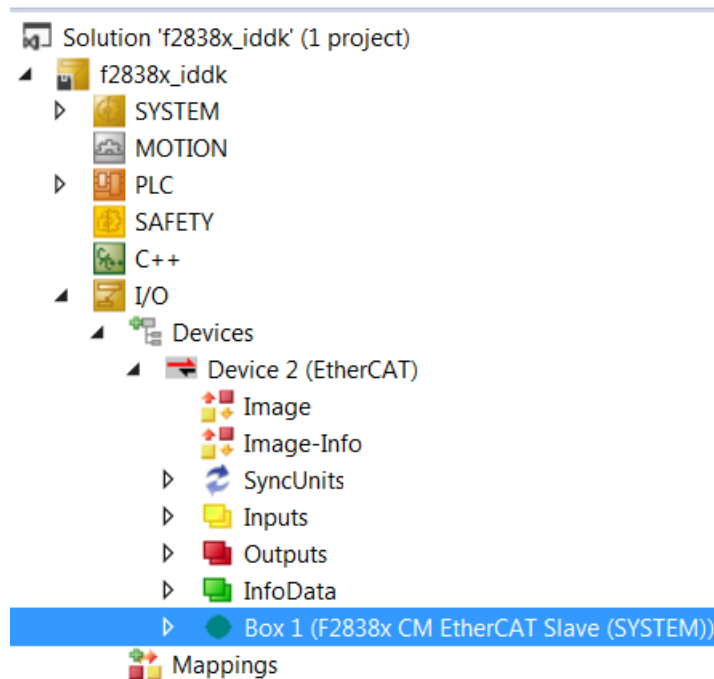 Solution 'f2838x_iddk' (1 project)
f2838x_iddk
SYSTEM
MOTION
PLC
SAFETY
C++
I/O
Devices
Device 2 (EtherCAT)
Image
Image-Info
SyncUnits
Inputs
Outputs
InfoData
Box 1 (F2838x CM EtherCAT Slave (SYSTEM))
Mappings